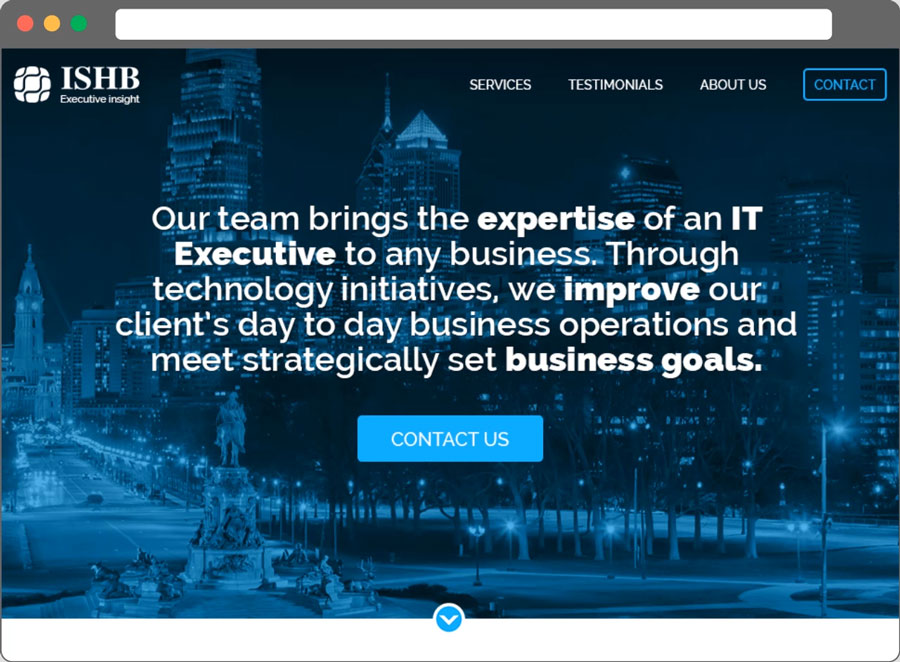 ISHB
Executive insight
SERVICES TESTIMONIALS ABOUT US CONTACT
Our team brings the expertise of an IT
Executive to any business. Through
technology initiatives, we improve our
client's day to day business operations and
meet strategically set business goals.
CONTACT US